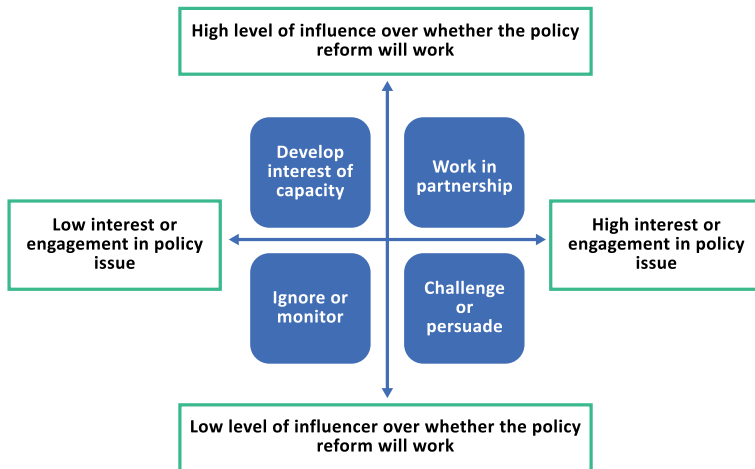 High level of influence over whether the policy
reform will work
Develop
interest of
capacity
Work in
partnership
Low interest or
engagement in policy
issue
High interest or
engagement in policy
issue
Ignore or
monitor
Challenge
or
persuade
Low level of influencer over whether the policy
reform will work